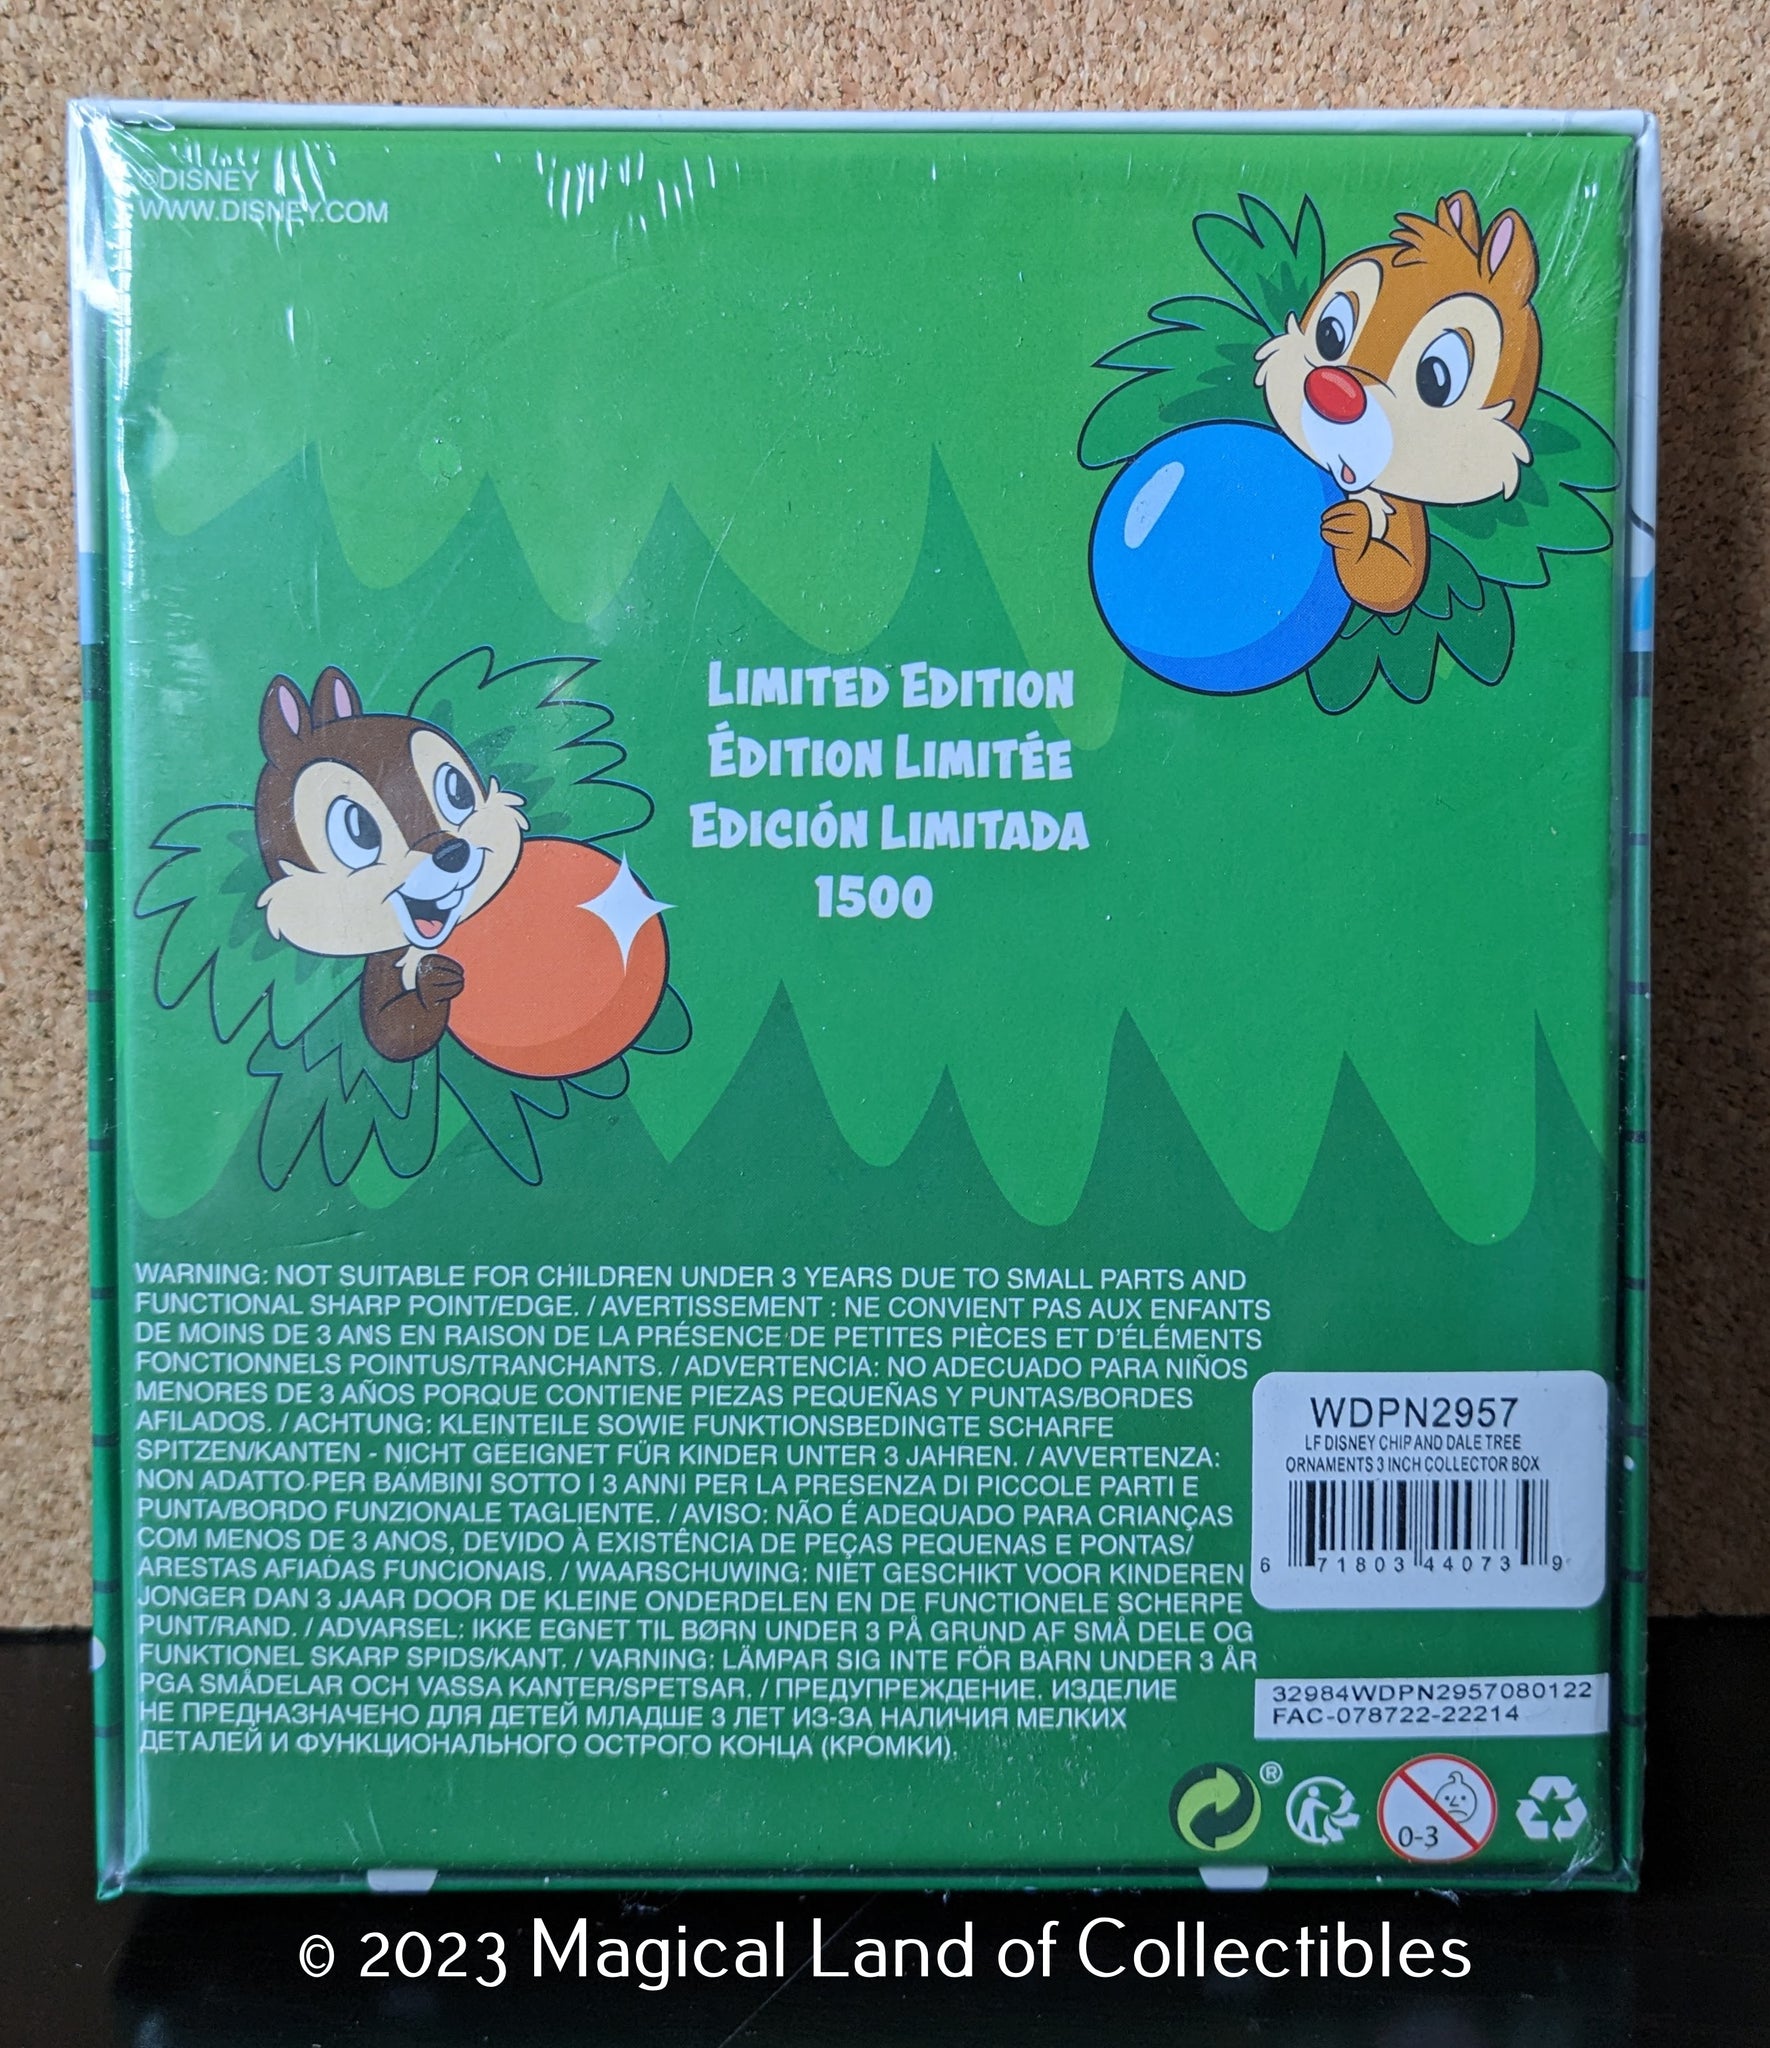 ©DISNEY
WWW.DISNEY.COM
LIMITED EDITION
ÉDITION LIMITÉE
EDICIÓN LIMITADA
1500
WARNING: NOT SUITABLE FOR CHILDREN UNDER 3 YEARS DUE TO SMALL PARTS AND
FUNCTIONAL SHARP POINT/EDGE. / AVERTISSEMENT : NE CONVIENT PAS AUX ENFANTS
DE MOINS DE 3 ANS EN RAISON DE LA PRÉSENCE DE PETITES PIÈCES ET D'ÉLÉMENTS
FONCTIONNELS POINTUS/TRANCHANTS. / ADVERTENCIA: NO ADECUADO PARA NIÑOS
MENORES DE 3 AÑOS PORQUE CONTIENE PIEZAS PEQUEÑAS Y PUNTAS/BORDES
AFILADOS. / ACHTUNG: KLEINTEILE SOWIE FUNKTIONSBEDINGTE SCHARFE
SPITZEN/KANTEN - NICHT GEEIGNET FÜR KINDER UNTER 3 JAHREN. / AVVERTENZA:
NON ADATTO PER BAMBINI SOTTO I 3 ANNI PER LA PRESENZA DI PICCOLE PARTI E
PUNTA/BORDO FUNZIONALE TAGLIENTE. / AVISO: NÃO É ADEQUADO PARA CRIANÇAS
COM MENOS DE 3 ANOS, DEVIDO À EXISTÊNCIA DE PEÇAS PEQUENAS E PONTAS/
ARESTAS AFIADAS FUNCIONAIS. / WAARSCHUWING: NIET GESCHIKT VOOR KINDEREN
JONGER DAN 3 JAAR DOOR DE KLEINE ONDERDELEN EN DE FUNCTIONELE SCHERPE
PUNT/RAND. / ADVARSEL: IKKE EGNET TIL BØRN UNDER 3 PÅ GRUND AF SMÅ DELE OG
FUNKTIONEL SKARP SPIDS/KANT. / VARNING: LÄMPAR SIG INTE FÖR BARN UNDER 3 ÅR
PGA SMÅDELAR OCH VASSA KANTER/SPETSAR. / ПРЕДУПРЕЖДЕНИЕ. ИЗДЕЛИЕ
НЕ ПРЕДНАЗНАЧЕНО ДЛЯ ДЕТЕЙ МЛАДШЕ 3 ЛЕТ ИЗ-ЗА НАЛИЧИЯ МЕЛКИХ
ДЕТАЛЕЙ И ФУНКЦИОНАЛЬНОГО ОСТРОГО КОНЦА (КРОМКИ).
WDPN2957
LF DISNEY CHIP AND DALE TREE
ORNAMENTS 3 INCH COLLECTOR BOX
6 71803 44073 9
32984WDPN2957080122
FAC-078722-22214
®
0-3
© 2023 Magical Land of Collectibles